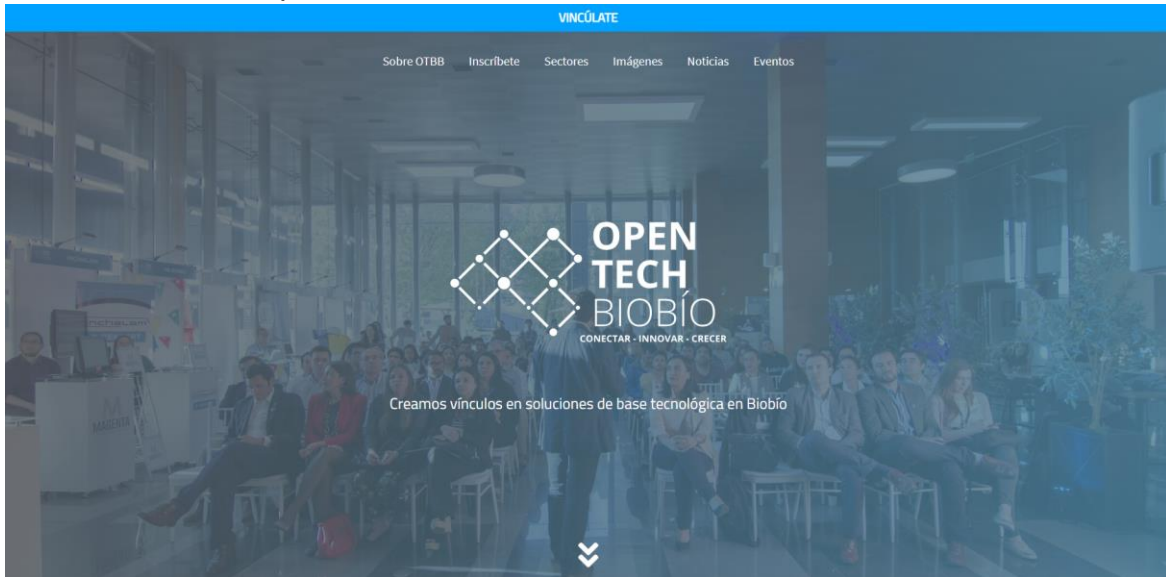 VINCÚLATE
Sobre OTBB Inscríbete Sectores Imágenes Noticias Eventos
OPEN
TECH
BIOBÍO
CONECTAR - INNOVAR - CRECER
MAGENTA
Creamos vínculos en soluciones de base tecnológica en Biobío